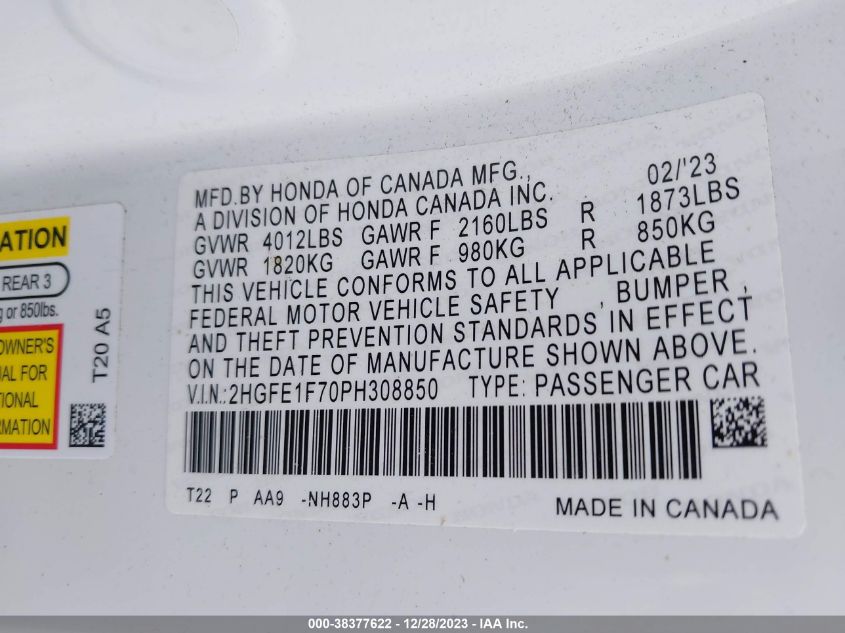 ATION
REAR 3
g or 850lbs.
OWNER'S
UAL FOR
TIONAL
RMATION
T20 A5
MFD.BY HONDA OF CANADA MFG., 02/'23
A DIVISION OF HONDA CANADA INC.
GVWR 4012LBS GAWR F 2160LBS R 1873LBS
GVWR 1820KG GAWR F 980KG R 850KG
THIS VEHICLE CONFORMS TO ALL APPLICABLE
FEDERAL MOTOR VEHICLE SAFETY , BUMPER ,
AND THEFT PREVENTION STANDARDS IN EFFECT
ON THE DATE OF MANUFACTURE SHOWN ABOVE.
V.I.N.:2HGFE1F70PH308850 TYPE: PASSENGER CAR
T22 P AA9 -NH883P -A -H MADE IN CANADA
000-38377622 - 12/28/2023 - IAA Inc.